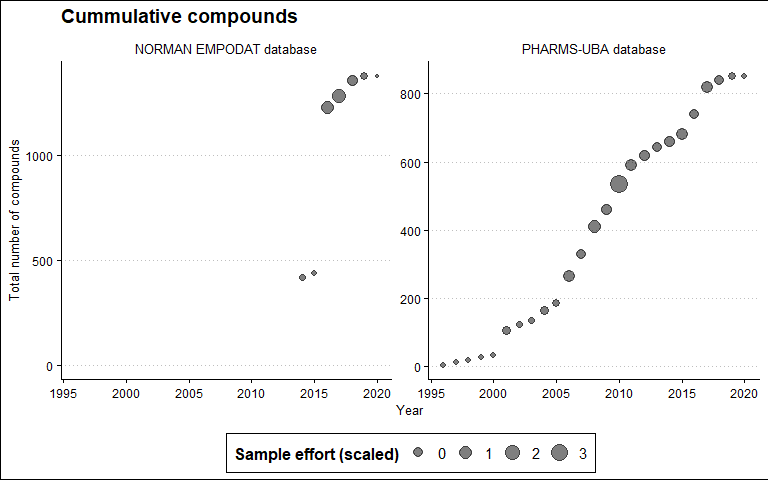 Cummulative compounds
NORMAN EMPODAT database
PHARMS-UBA database
Total number of compounds
1000
500
0
800
600
400
200
0
1995 2000 2005 2010 2015 2020
1995 2000 2005 2010 2015 2020
Year
Sample effort (scaled) 0 1 2 3